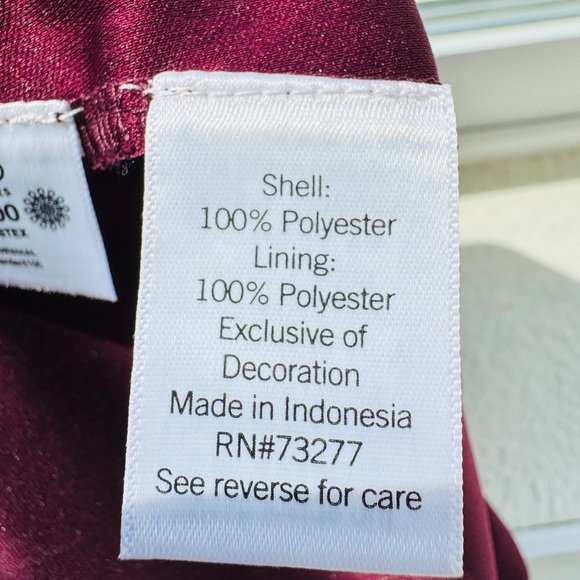 Shell:
100% Polyester
Lining:
100% Polyester
Exclusive of
Decoration
Made in Indonesia
RN#73277
See reverse for care